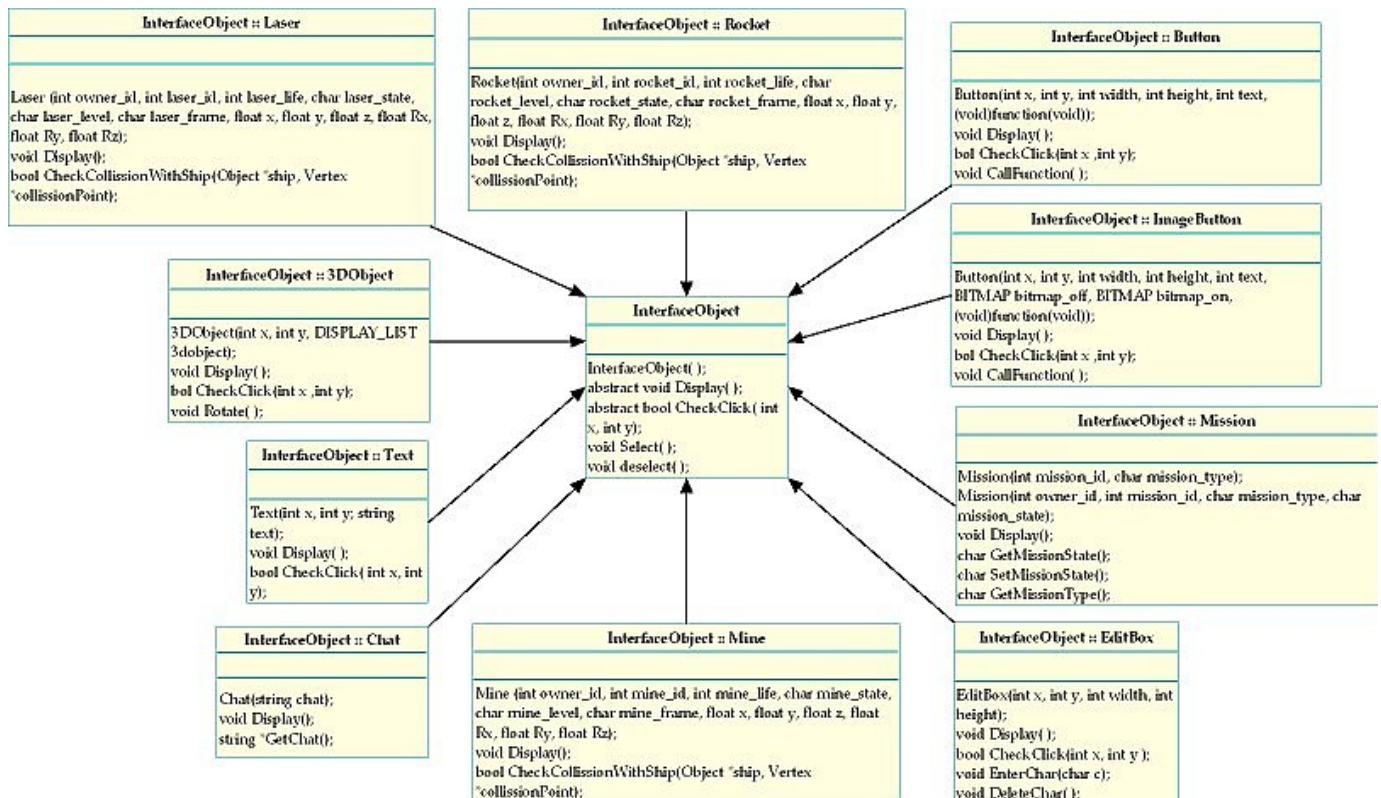 InterfaceObject :: Laser
Laser (int owner_id, int laser_id, int laser_life, char laser_state,
char laser_level, char laser_frame, float x, float y, float z, float Rx,
float Ry, float Rz);
void Display();
bool CheckCollissionWithShip(Object *ship, Vertex
*collissionPoint);
InterfaceObject :: Rocket
Rocket(int owner_id, int rocket_id, int rocket_life, char
rocket_level, char rocket_state, char rocket_frame, float x, float y,
float z, float Rx, float Ry, float Rz);
void Display();
bool CheckCollissionWithShip(Object *ship, Vertex
*collissionPoint);
InterfaceObject :: Button
Button(int x, int y, int width, int height, int text,
(void)function(void));
void Display( );
bol CheckClick(int x ,int y);
void CallFunction( );
InterfaceObject :: ImageButton
Button(int x, int y, int width, int height, int text,
BITMAP bitmap_off, BITMAP bitmap_on,
(void)function(void));
void Display( );
bol CheckClick(int x ,int y);
void CallFunction( );
InterfaceObject :: 3DObject
3DObject(int x, int y, DISPLAY_LIST
3dobject);
void Display( );
bol CheckClick(int x ,int y);
void Rotate( );
InterfaceObject
InterfaceObject( );
abstract void Display( );
abstract bool CheckClick( int
x, int y);
void Select( );
void deselect( );
InterfaceObject :: Text
Text(int x, int y; string
text);
void Display( );
bool CheckClick( int x, int
y);
InterfaceObject :: Mission
Mission(int mission_id, char mission_type);
Mission(int owner_id, int mission_id, char mission_type, char
mission_state);
void Display();
char GetMissionState();
char SetMissionState();
char GetMissionType();
InterfaceObject :: Chat
Chat(string chat);
void Display();
string *GetChat();
InterfaceObject :: Mine
Mine (int owner_id, int mine_id, int mine_life, char mine_state,
char mine_level, char mine_frame, float x, float y, float z, float
Rx, float Ry, float Rz);
void Display();
bool CheckCollissionWithShip(Object *ship, Vertex
*collissionPoint);
InterfaceObject :: EditBox
EditBox(int x, int y, int width, int
height);
void Display( );
bool CheckClick(int x, int y );
void EnterChar(char c);
void DeleteChar( );